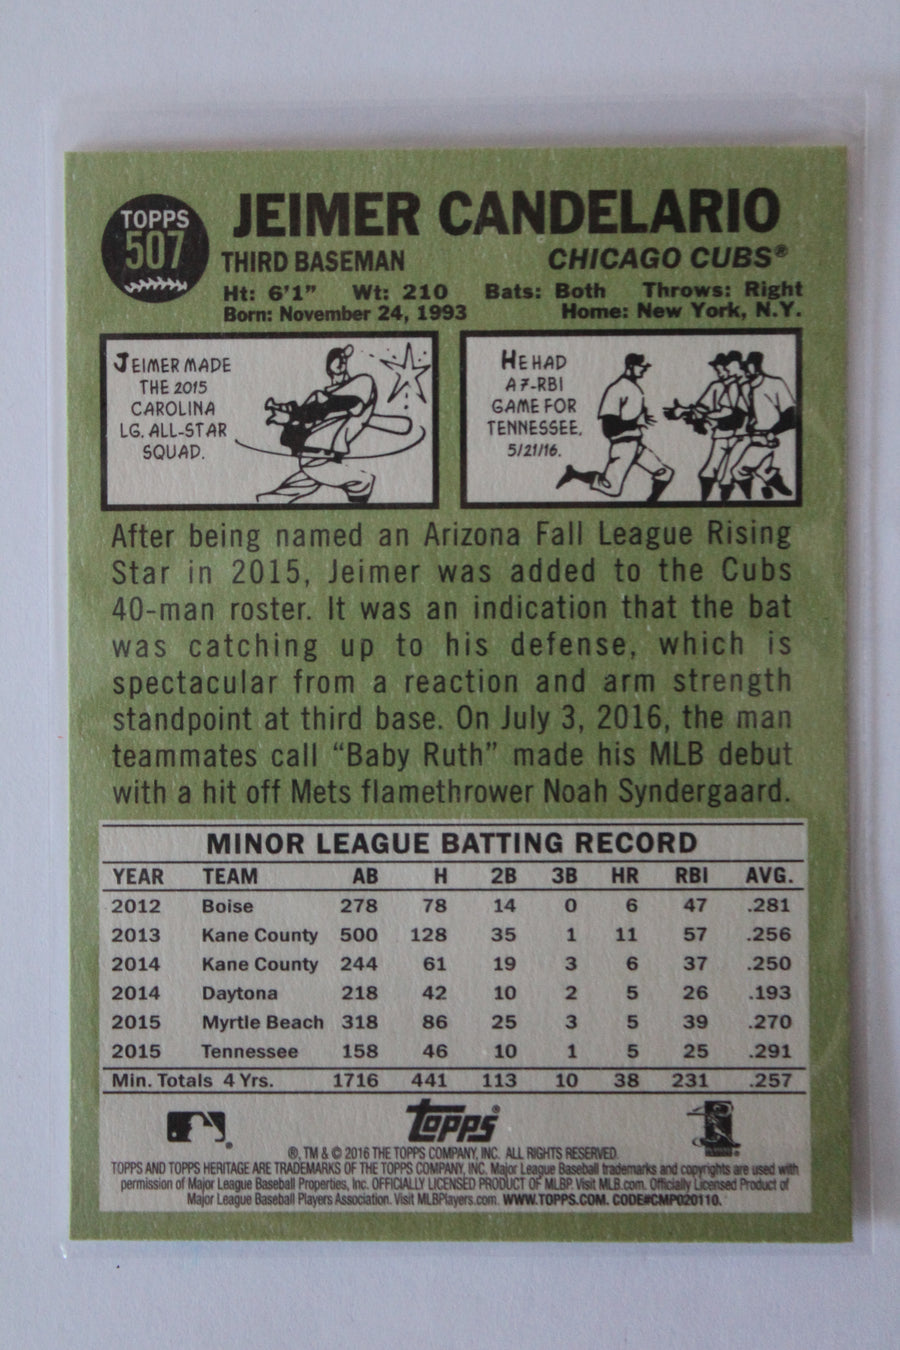 TOPPS
507
JEIMER CANDELARIO
THIRD BASEMAN CHICAGO CUBS®
Ht: 6'1" Wt: 210 Bats: Both Throws: Right
Born: November 24, 1993 Home: New York, N.Y.
JEIMER MADE
THE 2015
CAROLINA
LG. ALL-STAR
SQUAD.
HE HAD
A 7-RBI
GAME FOR
TENNESSEE,
5/21/16.
After being named an Arizona Fall League Rising
Star in 2015, Jeimer was added to the Cubs
40-man roster. It was an indication that the bat
was catching up to his defense, which is
spectacular from a reaction and arm strength
standpoint at third base. On July 3, 2016, the man
teammates call “Baby Ruth” made his MLB debut
with a hit off Mets flamethrower Noah Syndergaard.
MINOR LEAGUE BATTING RECORD
YEAR TEAM AB H 2B 3B HR RBI AVG.
2012 Boise 278 78 14 0 6 47 .281
2013 Kane County 500 128 35 1 11 57 .256
2014 Kane County 244 61 19 3 6 37 .250
2014 Daytona 218 42 10 2 5 26 .193
2015 Myrtle Beach 318 86 25 3 5 39 .270
2015 Tennessee 158 46 10 1 5 25 .291
Min. Totals 4 Yrs. 1716 441 113 10 38 231 .257
Topps®
®, TM & © 2016 THE TOPPS COMPANY, INC. ALL RIGHTS RESERVED.
TOPPS AND TOPPS HERITAGE ARE TRADEMARKS OF THE TOPPS COMPANY, INC. Major League Baseball trademarks and copyrights are used with
permission of Major League Baseball Properties, Inc. OFFICIALLY LICENSED PRODUCT OF MLBP. Visit MLB.com. Officially Licensed Product of
Major League Baseball Players Association. Visit MLBPlayers.com. WWW.TOPPS.COM. CODE#CMP020110.